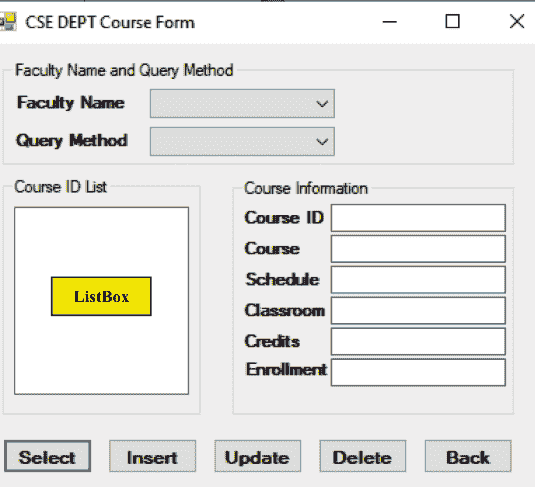 CSE DEPT Course Form
Faculty Name and Query Method
Faculty Name
Query Method
Course ID List
ListBox
Course Information
Course ID
Course
Schedule
Classroom
Credits
Enrollment
Select Insert Update Delete Back